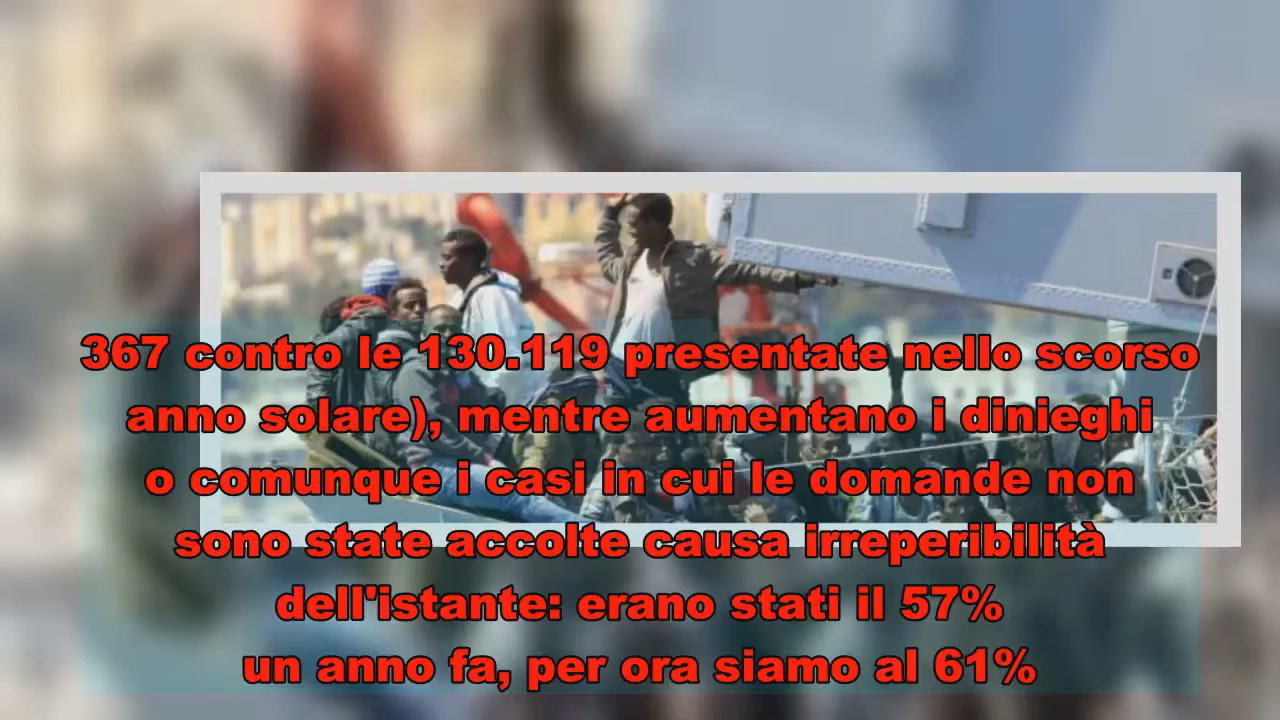 367 contro le 130.119 presentate nello scorso
anno solare), mentre aumentano i dinieghi
o comunque i casi in cui le domande non
sono state accolte causa irreperibilità
dell'istante: erano stati il 57%
un anno fa, per ora siamo al 61%